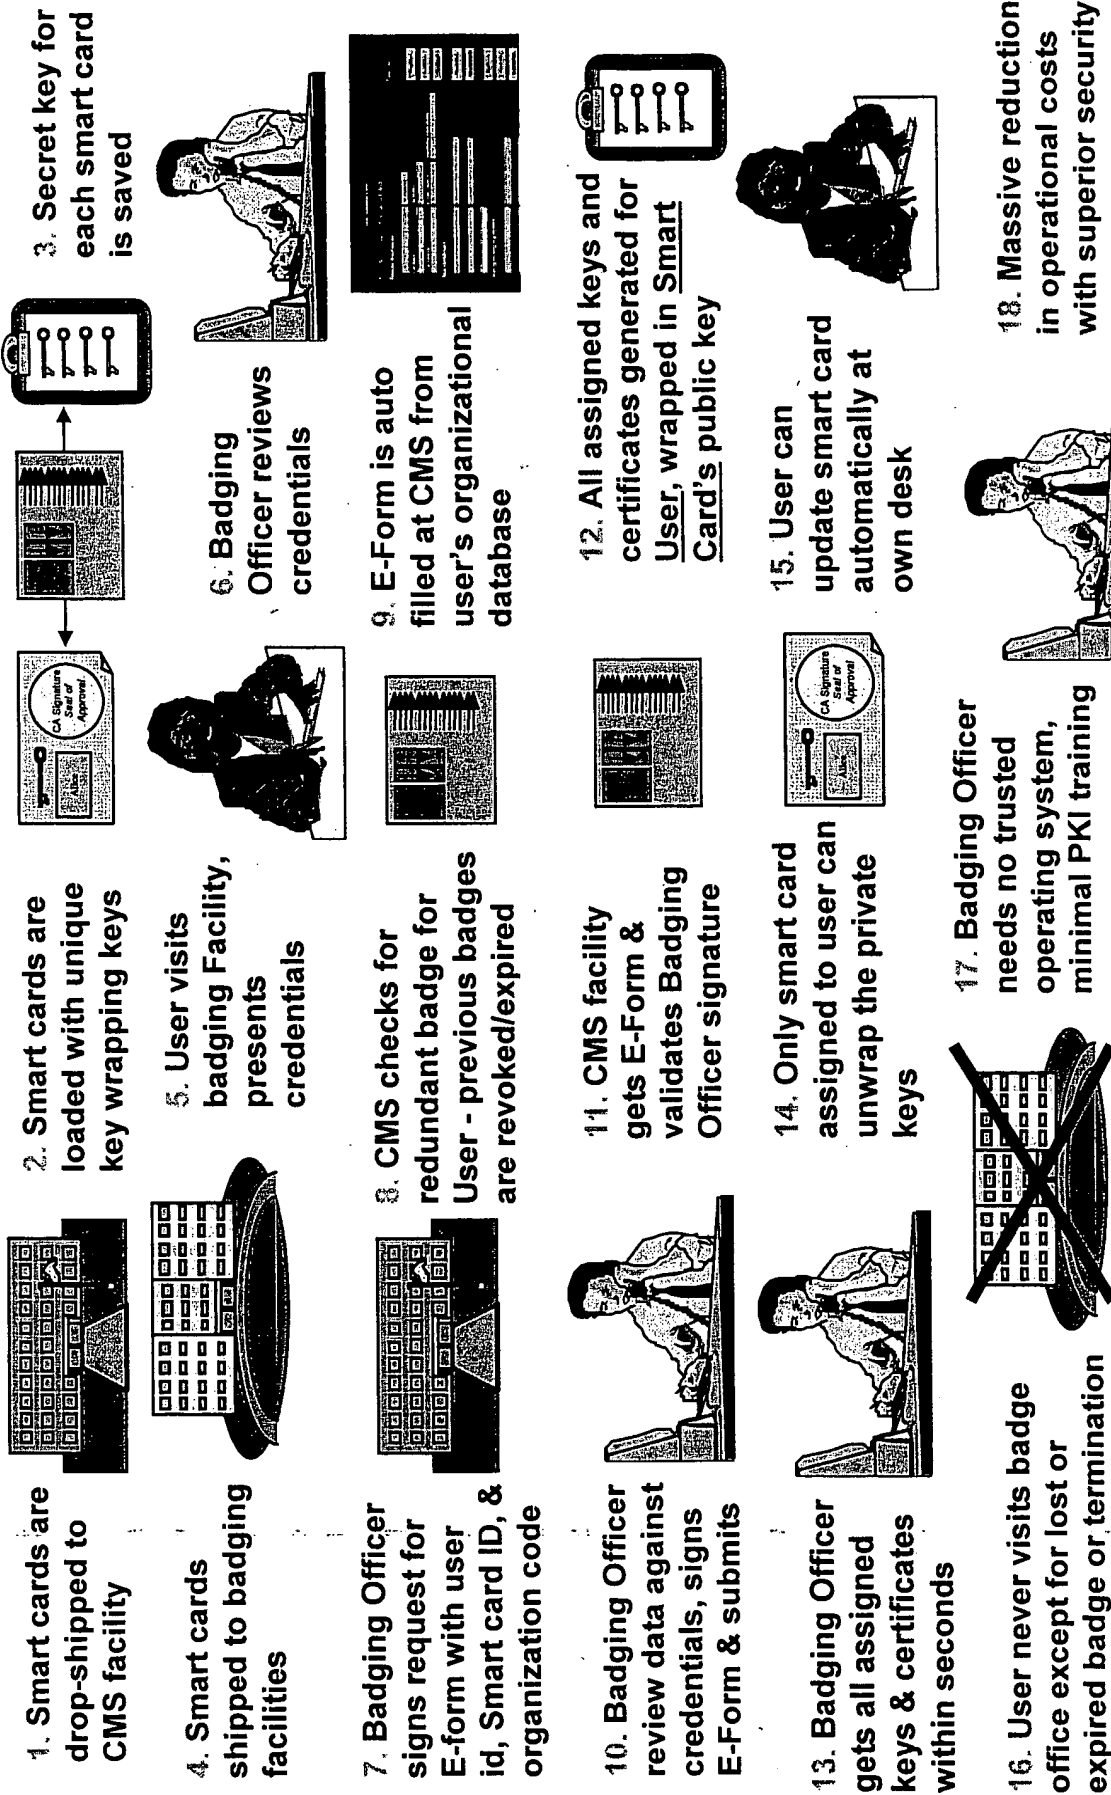 1. Smart cards are
drop-shipped to
CMS facility
2. Smart cards are
loaded with unique
key wrapping keys
CA Signature
Seal of
Approval
Alice
3. Secret key for
each smart card
is saved
4. Smart cards
shipped to badging
facilities
5. User visits
badging Facility,
presents
credentials
6. Badging
Officer reviews
credentials
7. Badging Officer
signs request for
E-form with user
id, Smart card ID, &
organization code
8. CMS checks for
redundant badge for
User - previous badges
are revoked/expired
9. E-Form is auto
filled at CMS from
user's organizational
database
10. Badging Officer
review data against
credentials, signs
E-Form & submits
11. CMS facility
gets E-Form &
validates Badging
Officer signature
12. All assigned keys and
certificates generated for
User, wrapped in Smart
Card's public key
13. Badging Officer
gets all assigned
keys & certificates
within seconds
14. Only smart card
assigned to user can
unwrap the private
keys
CA Signature
Seal of
Approval
Alice
15. User can
update smart card
automatically at
own desk
16. User never visits badge
office except for lost or
expired badge or termination
17. Badging Officer
needs no trusted
operating system,
minimal PKI training
18. Massive reduction
in operational costs
with superior security